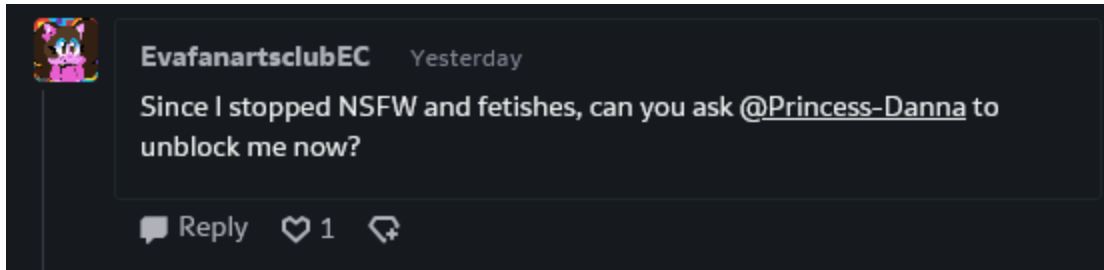 EvafanartsclubEC Yesterday
Since I stopped NSFW and fetishes, can you ask @Princess-Danna to
unblock me now?
Reply 1